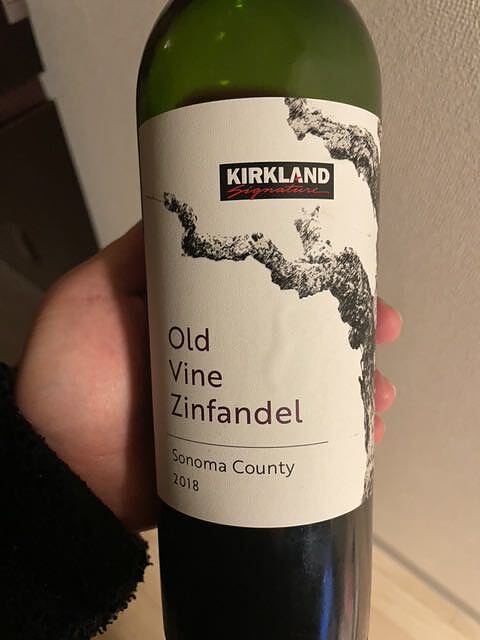 KIRKLAND
Signature
Old
Vine
Zinfandel
Sonoma County
2018